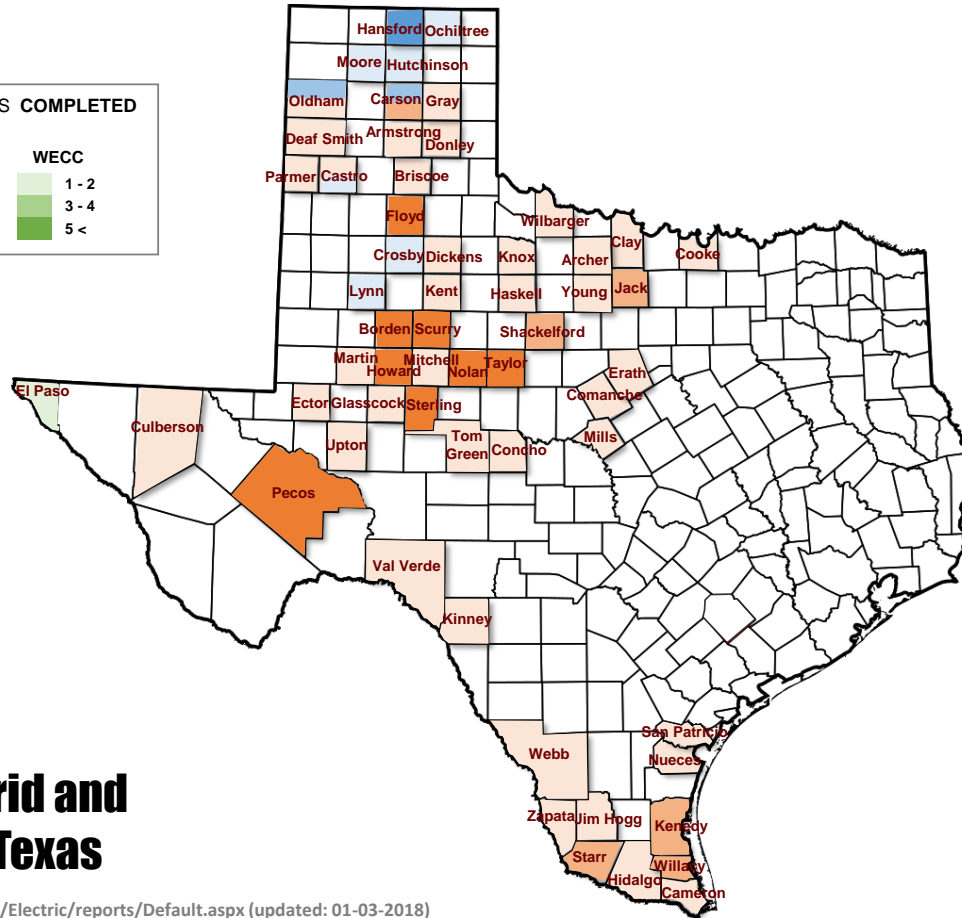 Hansford Ochiltree
Moore Hutchinson
S COMPLETED
Oldham Carson Gray
Deaf Smith Armstrong Donley
WECC
Parmer Castro Briscoe
1 - 2
3 - 4
5 <
Floyd Wilbarger
Clay Cooke
Crosby Dickens Knox Archer
Lynn Kent Haskell Young Jack
Borden Scurry Shackelford
Martin Mitchell Taylor
Howard Nolan Erath
El Paso Comanche
Ector Glasscock Sterling
Culberson Upton Tom Green Concho Mills
Pecos
Val Verde
Kinney
San Patricio
Webb Nueces
rid and
Texas
Zapata Jim Hogg Kenedy
Starr Willacy
Hidalgo Cameron
/Electric/reports/Default.aspx (updated: 01-03-2018)